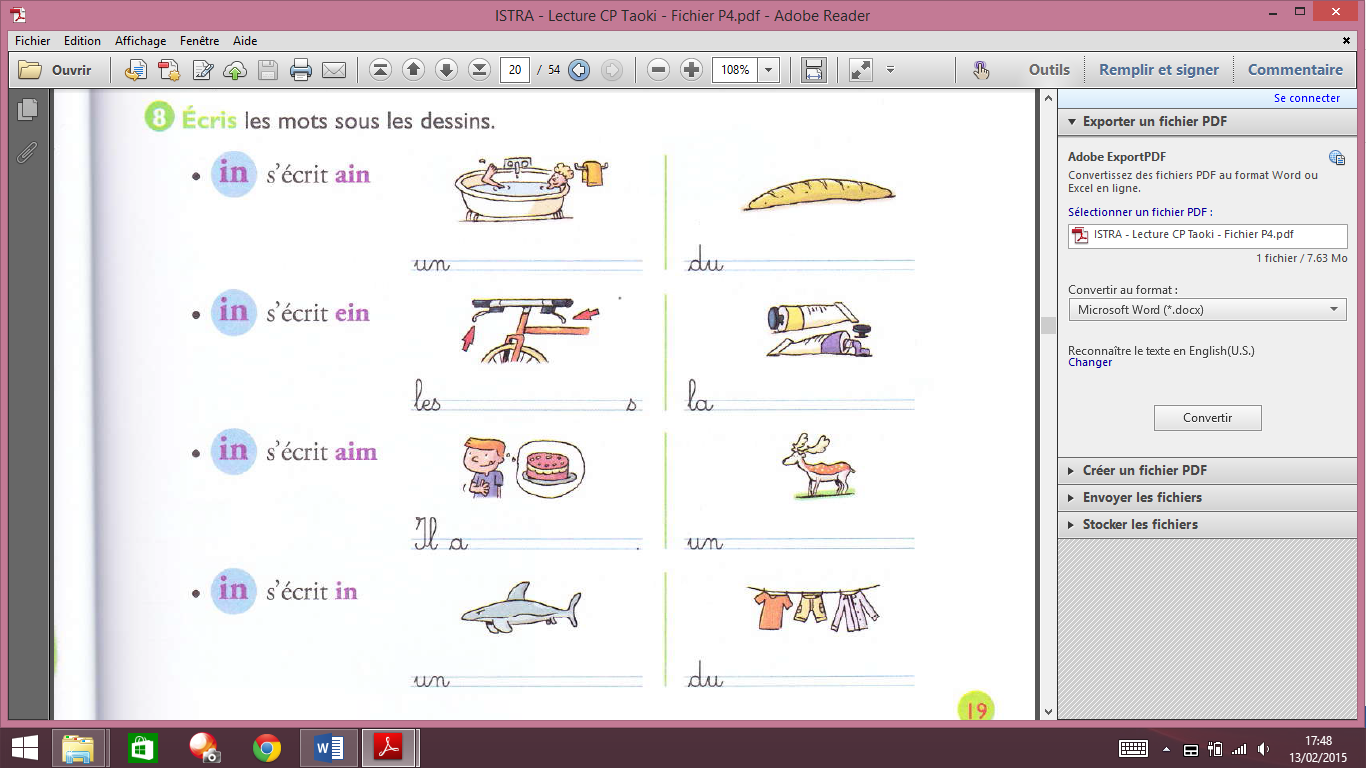 ISTRA - Lecture CP Taoki - Fichier P4.pdf - Adobe Reader
Fichier Edition Affichage Fenêtre Aide
Ouvrir 20 / 54 108% Outils Remplir et signer Commentaire
Se connecter
8 Écris les mots sous les dessins.
• in s'écrit ain
un du
• in s'écrit ein
les s la
• in s'écrit aim
Il a . un
• in s'écrit in
un du
19
Exporter un fichier PDF
Adobe ExportPDF
Convertissez des fichiers PDF au format Word ou
Excel en ligne.
Sélectionner un fichier PDF :
ISTRA - Lecture CP Taoki - Fichier P4.pdf
1 fichier / 7.63 Mo
Convertir au format :
Microsoft Word (*.docx)
Reconnaître le texte en English(U.S.)
Changer
Convertir
Créer un fichier PDF
Envoyer les fichiers
Stocker les fichiers
17:48
13/02/2015